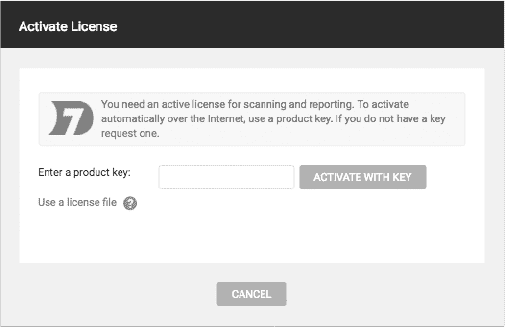 Activate License
7
You need an active license for scanning and reporting. To activate
automatically over the Internet, use a product key. If you do not have a key
request one.
Enter a product key:
ACTIVATE WITH KEY
Use a license file ?
CANCEL